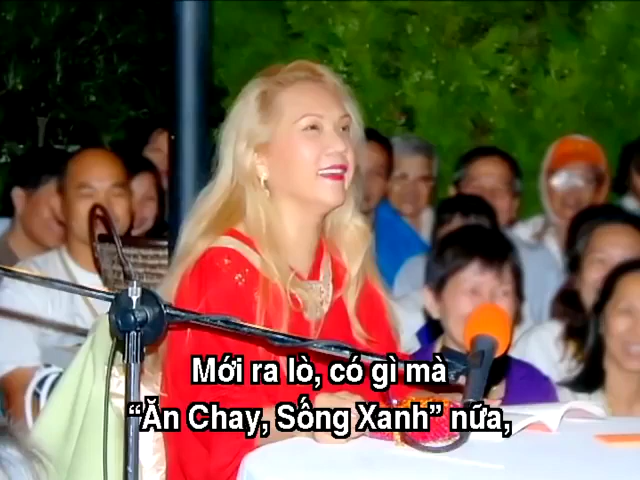 Mới ra lò, có gì mà
“Ăn Chay, Sống Xanh” nữa,